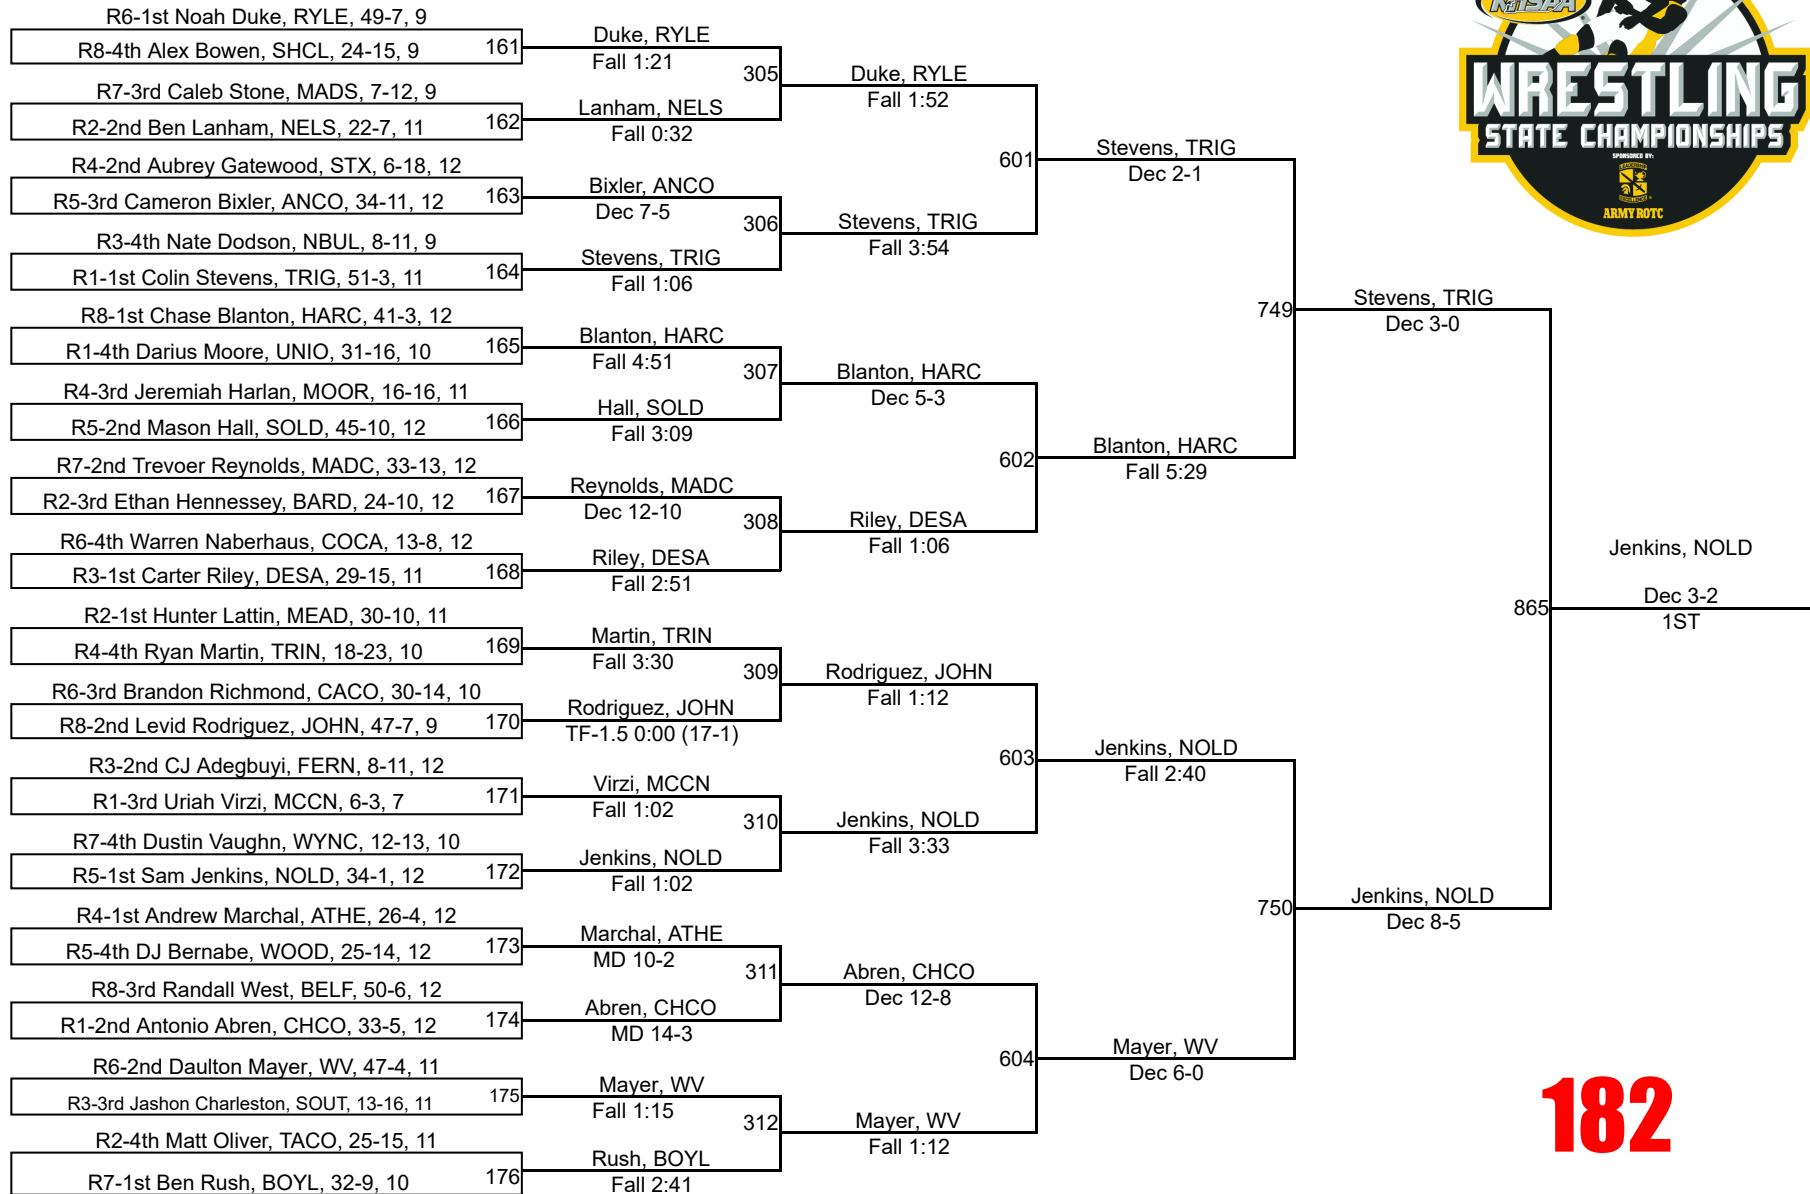 R6-1st Noah Duke, RYLE, 49-7, 9
R8-4th Alex Bowen, SHCL, 24-15, 9
161
R7-3rd Caleb Stone, MADS, 7-12, 9
R2-2nd Ben Lanham, NELS, 22-7, 11
162
R4-2nd Aubrey Gatewood, STX, 6-18, 12
R5-3rd Cameron Bixler, ANCO, 34-11, 12
163
R3-4th Nate Dodson, NBUL, 8-11, 9
R1-1st Colin Stevens, TRIG, 51-3, 11
164
R8-1st Chase Blanton, HARC, 41-3, 12
R1-4th Darius Moore, UNIO, 31-16, 10
165
R4-3rd Jeremiah Harlan, MOOR, 16-16, 11
R5-2nd Mason Hall, SOLD, 45-10, 12
166
R7-2nd Trevoer Reynolds, MADC, 33-13, 12
R2-3rd Ethan Hennessey, BARD, 24-10, 12
167
R6-4th Warren Naberhaus, COCA, 13-8, 12
R3-1st Carter Riley, DESA, 29-15, 11
168
R2-1st Hunter Lattin, MEAD, 30-10, 11
R4-4th Ryan Martin, TRIN, 18-23, 10
169
R6-3rd Brandon Richmond, CACO, 30-14, 10
R8-2nd Levid Rodriguez, JOHN, 47-7, 9
170
R3-2nd CJ Adegbuyi, FERN, 8-11, 12
R1-3rd Uriah Virzi, MCCN, 6-3, 7
171
R7-4th Dustin Vaughn, WYNC, 12-13, 10
R5-1st Sam Jenkins, NOLD, 34-1, 12
172
R4-1st Andrew Marchal, ATHE, 26-4, 12
R5-4th DJ Bernabe, WOOD, 25-14, 12
173
R8-3rd Randall West, BELF, 50-6, 12
R1-2nd Antonio Abren, CHCO, 33-5, 12
174
R6-2nd Daulton Mayer, WV, 47-4, 11
R3-3rd Jashon Charleston, SOUT, 13-16, 11
175
R2-4th Matt Oliver, TACO, 25-15, 11
R7-1st Ben Rush, BOYL, 32-9, 10
176
Duke, RYLE
Fall 1:21
305
Lanham, NELS
Fall 0:32
Bixler, ANCO
Dec 7-5
306
Stevens, TRIG
Fall 1:06
Blanton, HARC
Fall 4:51
307
Hall, SOLD
Fall 3:09
Reynolds, MADC
Dec 12-10
308
Riley, DESA
Fall 2:51
Martin, TRIN
Fall 3:30
309
Rodriguez, JOHN
TF-1.5 0:00 (17-1)
Virzi, MCCN
Fall 1:02
310
Jenkins, NOLD
Fall 1:02
Marchal, ATHE
MD 10-2
311
Abren, CHCO
MD 14-3
Mayer, WV
Fall 1:15
312
Rush, BOYL
Fall 2:41
Duke, RYLE
Fall 1:52
601
Stevens, TRIG
Fall 3:54
Blanton, HARC
Dec 5-3
602
Riley, DESA
Fall 1:06
Rodriguez, JOHN
Fall 1:12
603
Jenkins, NOLD
Fall 3:33
Abren, CHCO
Dec 12-8
604
Mayer, WV
Fall 1:12
Stevens, TRIG
Dec 2-1
749
Blanton, HARC
Fall 5:29
Jenkins, NOLD
Fall 2:40
750
Mayer, WV
Dec 6-0
Stevens, TRIG
Dec 3-0
865
Jenkins, NOLD
Dec 8-5
Jenkins, NOLD
Dec 3-2
1ST
WRESTLING
STATE CHAMPIONSHIPS
SPONSORED BY:
ARMY ROTC
182